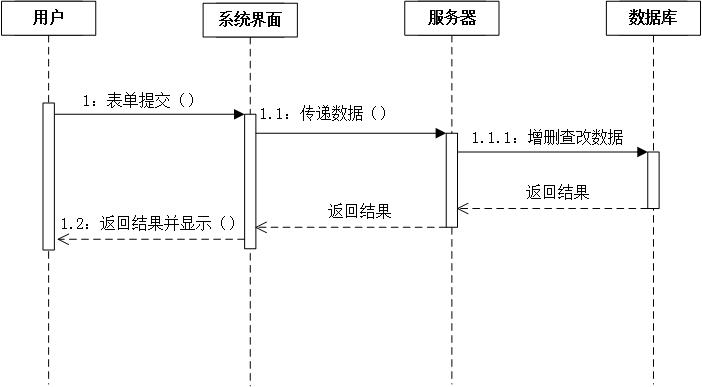 用户
系统界面
服务器
数据库
1: 表单提交()
1.1: 传递数据()
1.1.1: 增删查改数据
返回结果
返回结果
1.2: 返回结果并显示()